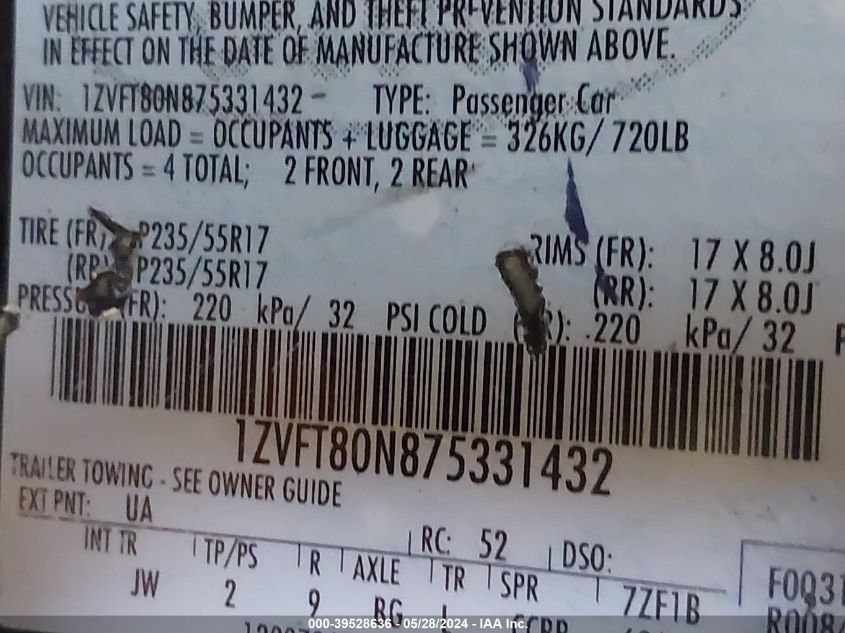 VEHICLE SAFETY, BUMPER, AND THEFT PREVENTION STANDARDS
IN EFFECT ON THE DATE OF MANUFACTURE SHOWN ABOVE.
VIN: 1ZVFT80N875331432 - TYPE: Passenger Car
MAXIMUM LOAD = OCCUPANTS + LUGGAGE = 326KG/ 720LB
OCCUPANTS = 4 TOTAL; 2 FRONT, 2 REAR
TIRE (FR) P235/55R17 RIMS (FR): 17 X 8.0J
(RR) P235/55R17 (RR): 17 X 8.0J
(FR): 220 kPa/ 32 PSI COLD 220 kPa/ 32
1ZVFT80N875331432
TRAILER TOWING - SEE OWNER GUIDE
EXT PNT: UA RC: 52 DSO:
INT TR TP/PS R AXLE TR SPR
JW 2 9 BG 7ZF1B
000-39528636 - 05/28/2024 - IAA Inc.